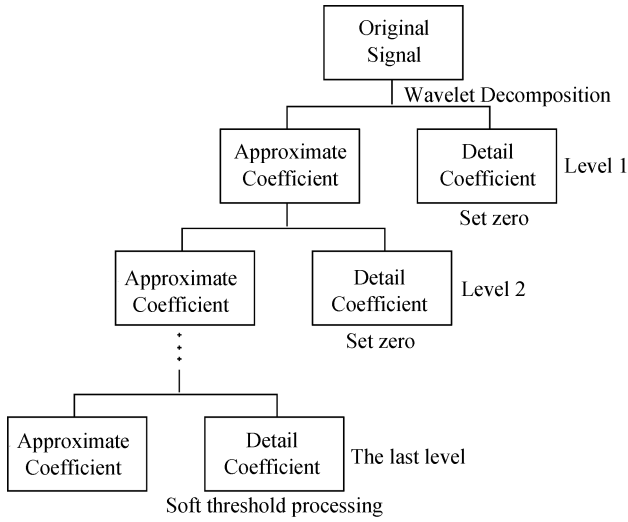 Original
Signal
Wavelet Decomposition
Approximate
Coefficient
Detail
Coefficient
Level 1
Set zero
Approximate
Coefficient
Detail
Coefficient
Level 2
Set zero
Approximate
Coefficient
Detail
Coefficient
The last level
Soft threshold processing